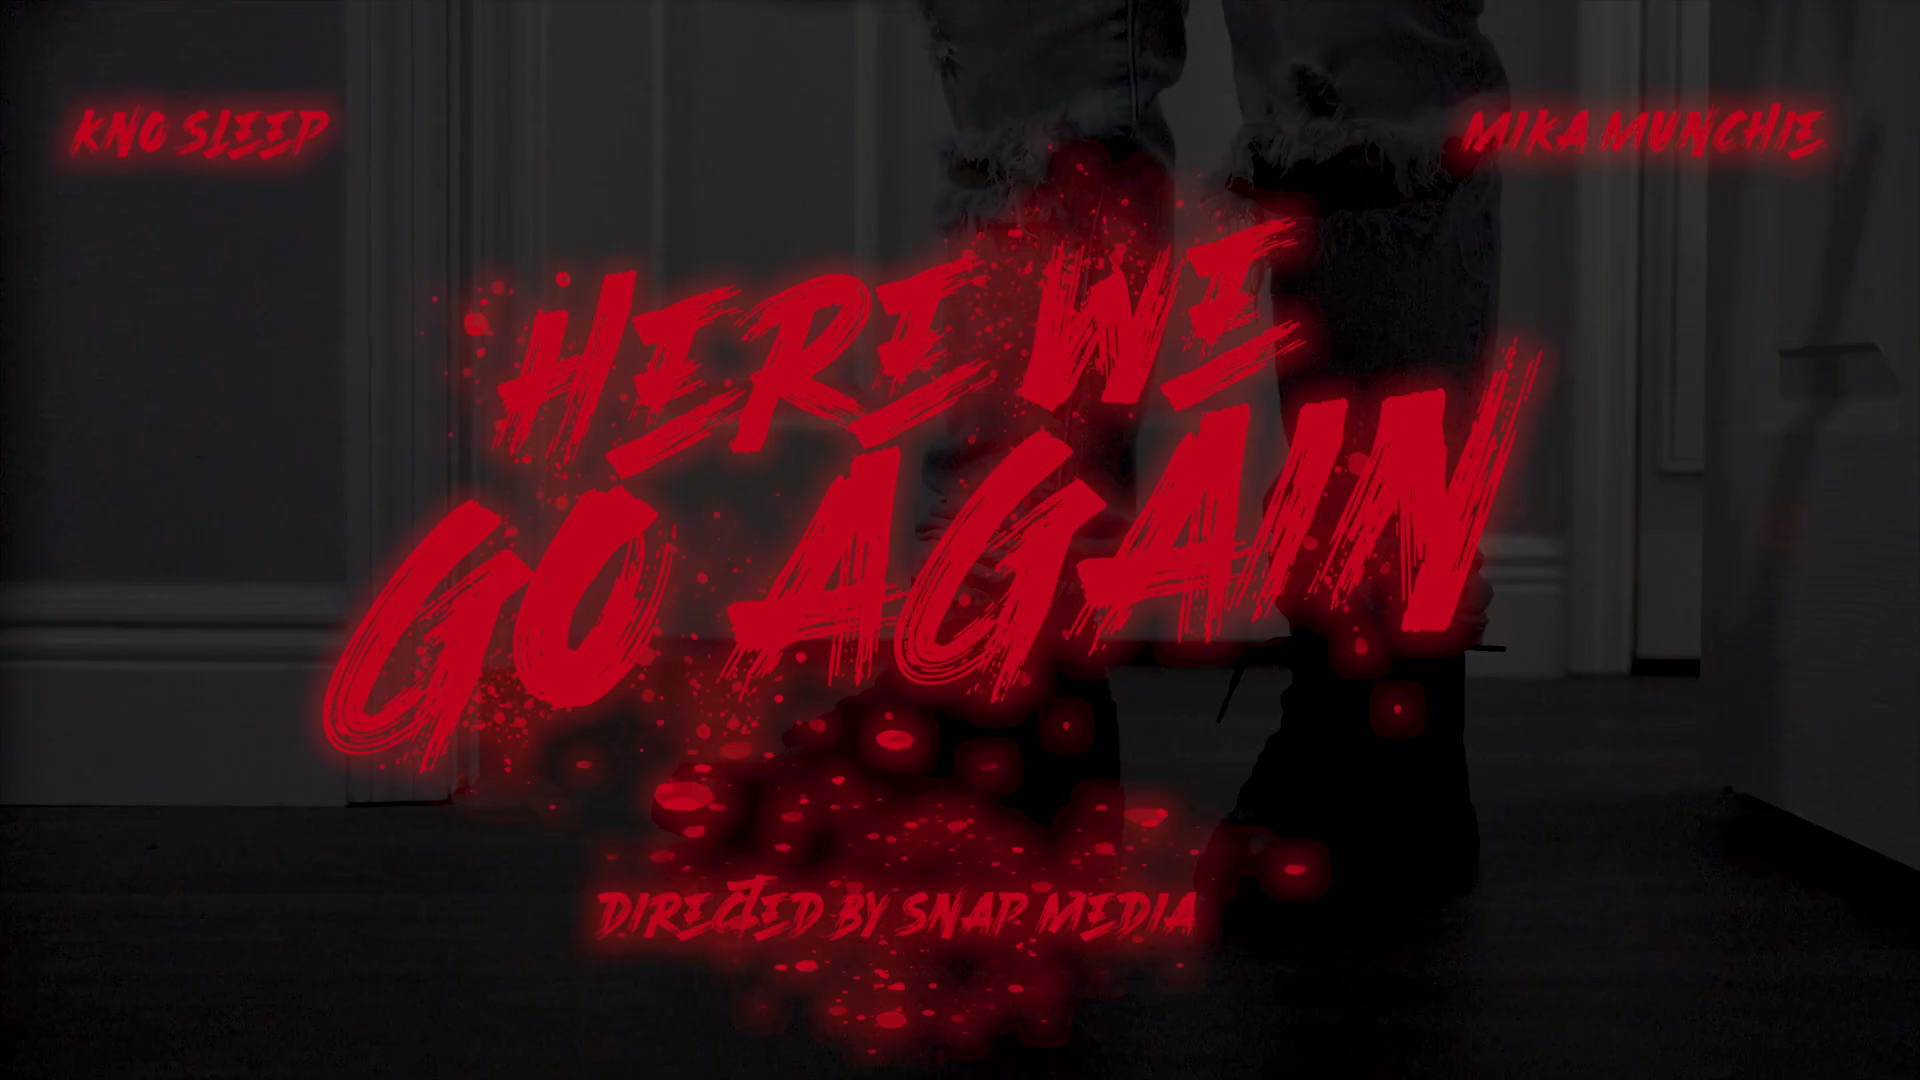 KNO SLEEP
MIKA MUNCHIE
HERE WE
GO AGAIN
DIRECTED BY SNAP MEDIA